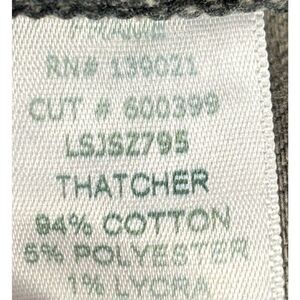 RN# 139021
CUT # 600399
LSJSZ795
THATCHER
94% COTTON
5% POLYESTER
1% LYCRA